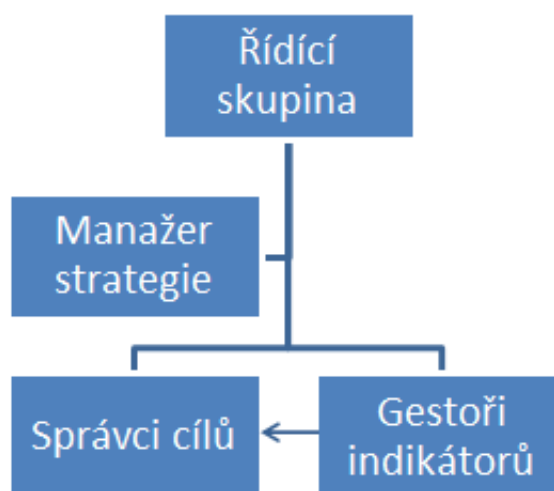 Řídící
skupina
Manažer
strategie
Správci cílů
Gestoři
indikátorů